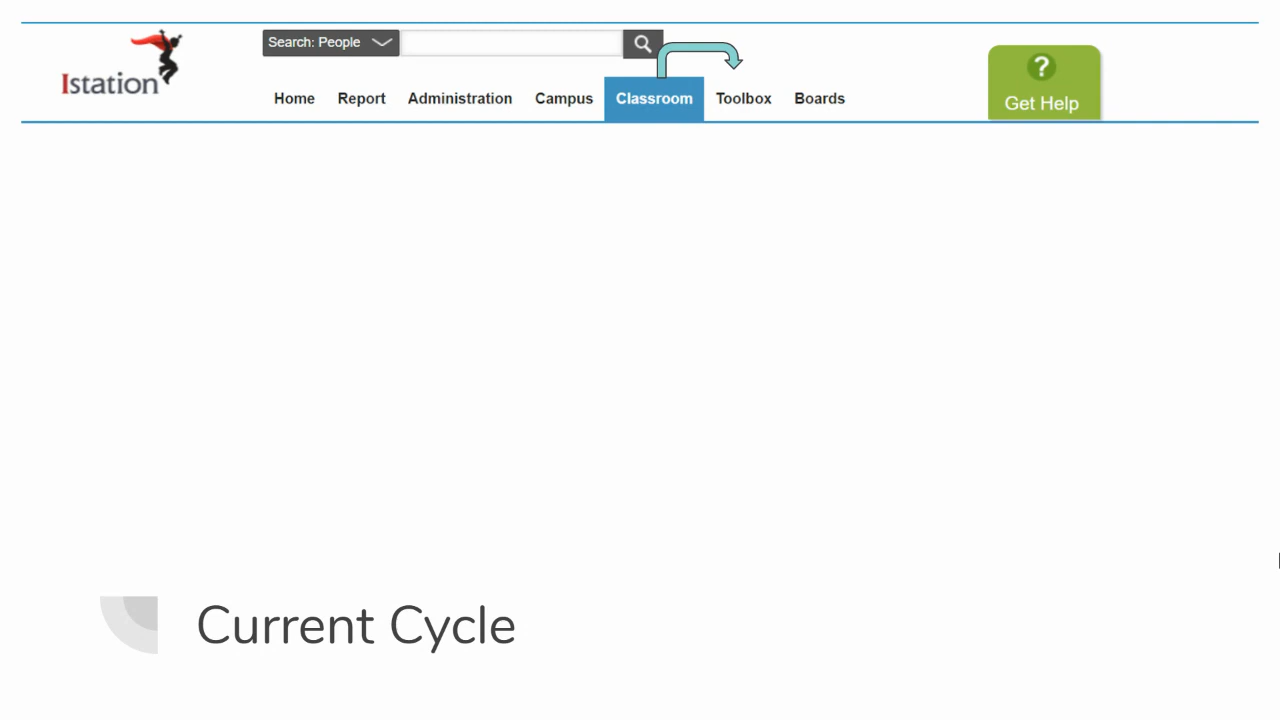 Istation
Search: People
Home Report Administration Campus Classroom Toolbox Boards
?
Get Help
Current Cycle